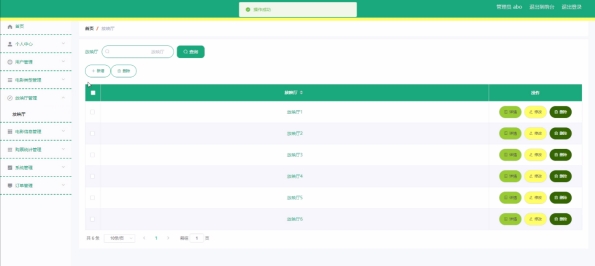 管理员 abo 退出到前台 退出登录
操作成功
首页
首页 / 放映厅
个人中心
放映厅 放映厅 查询
用户管理
新增 删除
电影类型管理
放映厅 操作
放映厅管理
放映厅
放映厅1 详情 修改 删除
放映厅2 详情 修改 删除
电影信息管理
放映厅3 详情 修改 删除
系统管理
放映厅4 详情 修改 删除
订单管理
放映厅5 详情 修改 删除
放映厅6 详情 修改 删除
共 6 条 10条/页 1 前往 1 页